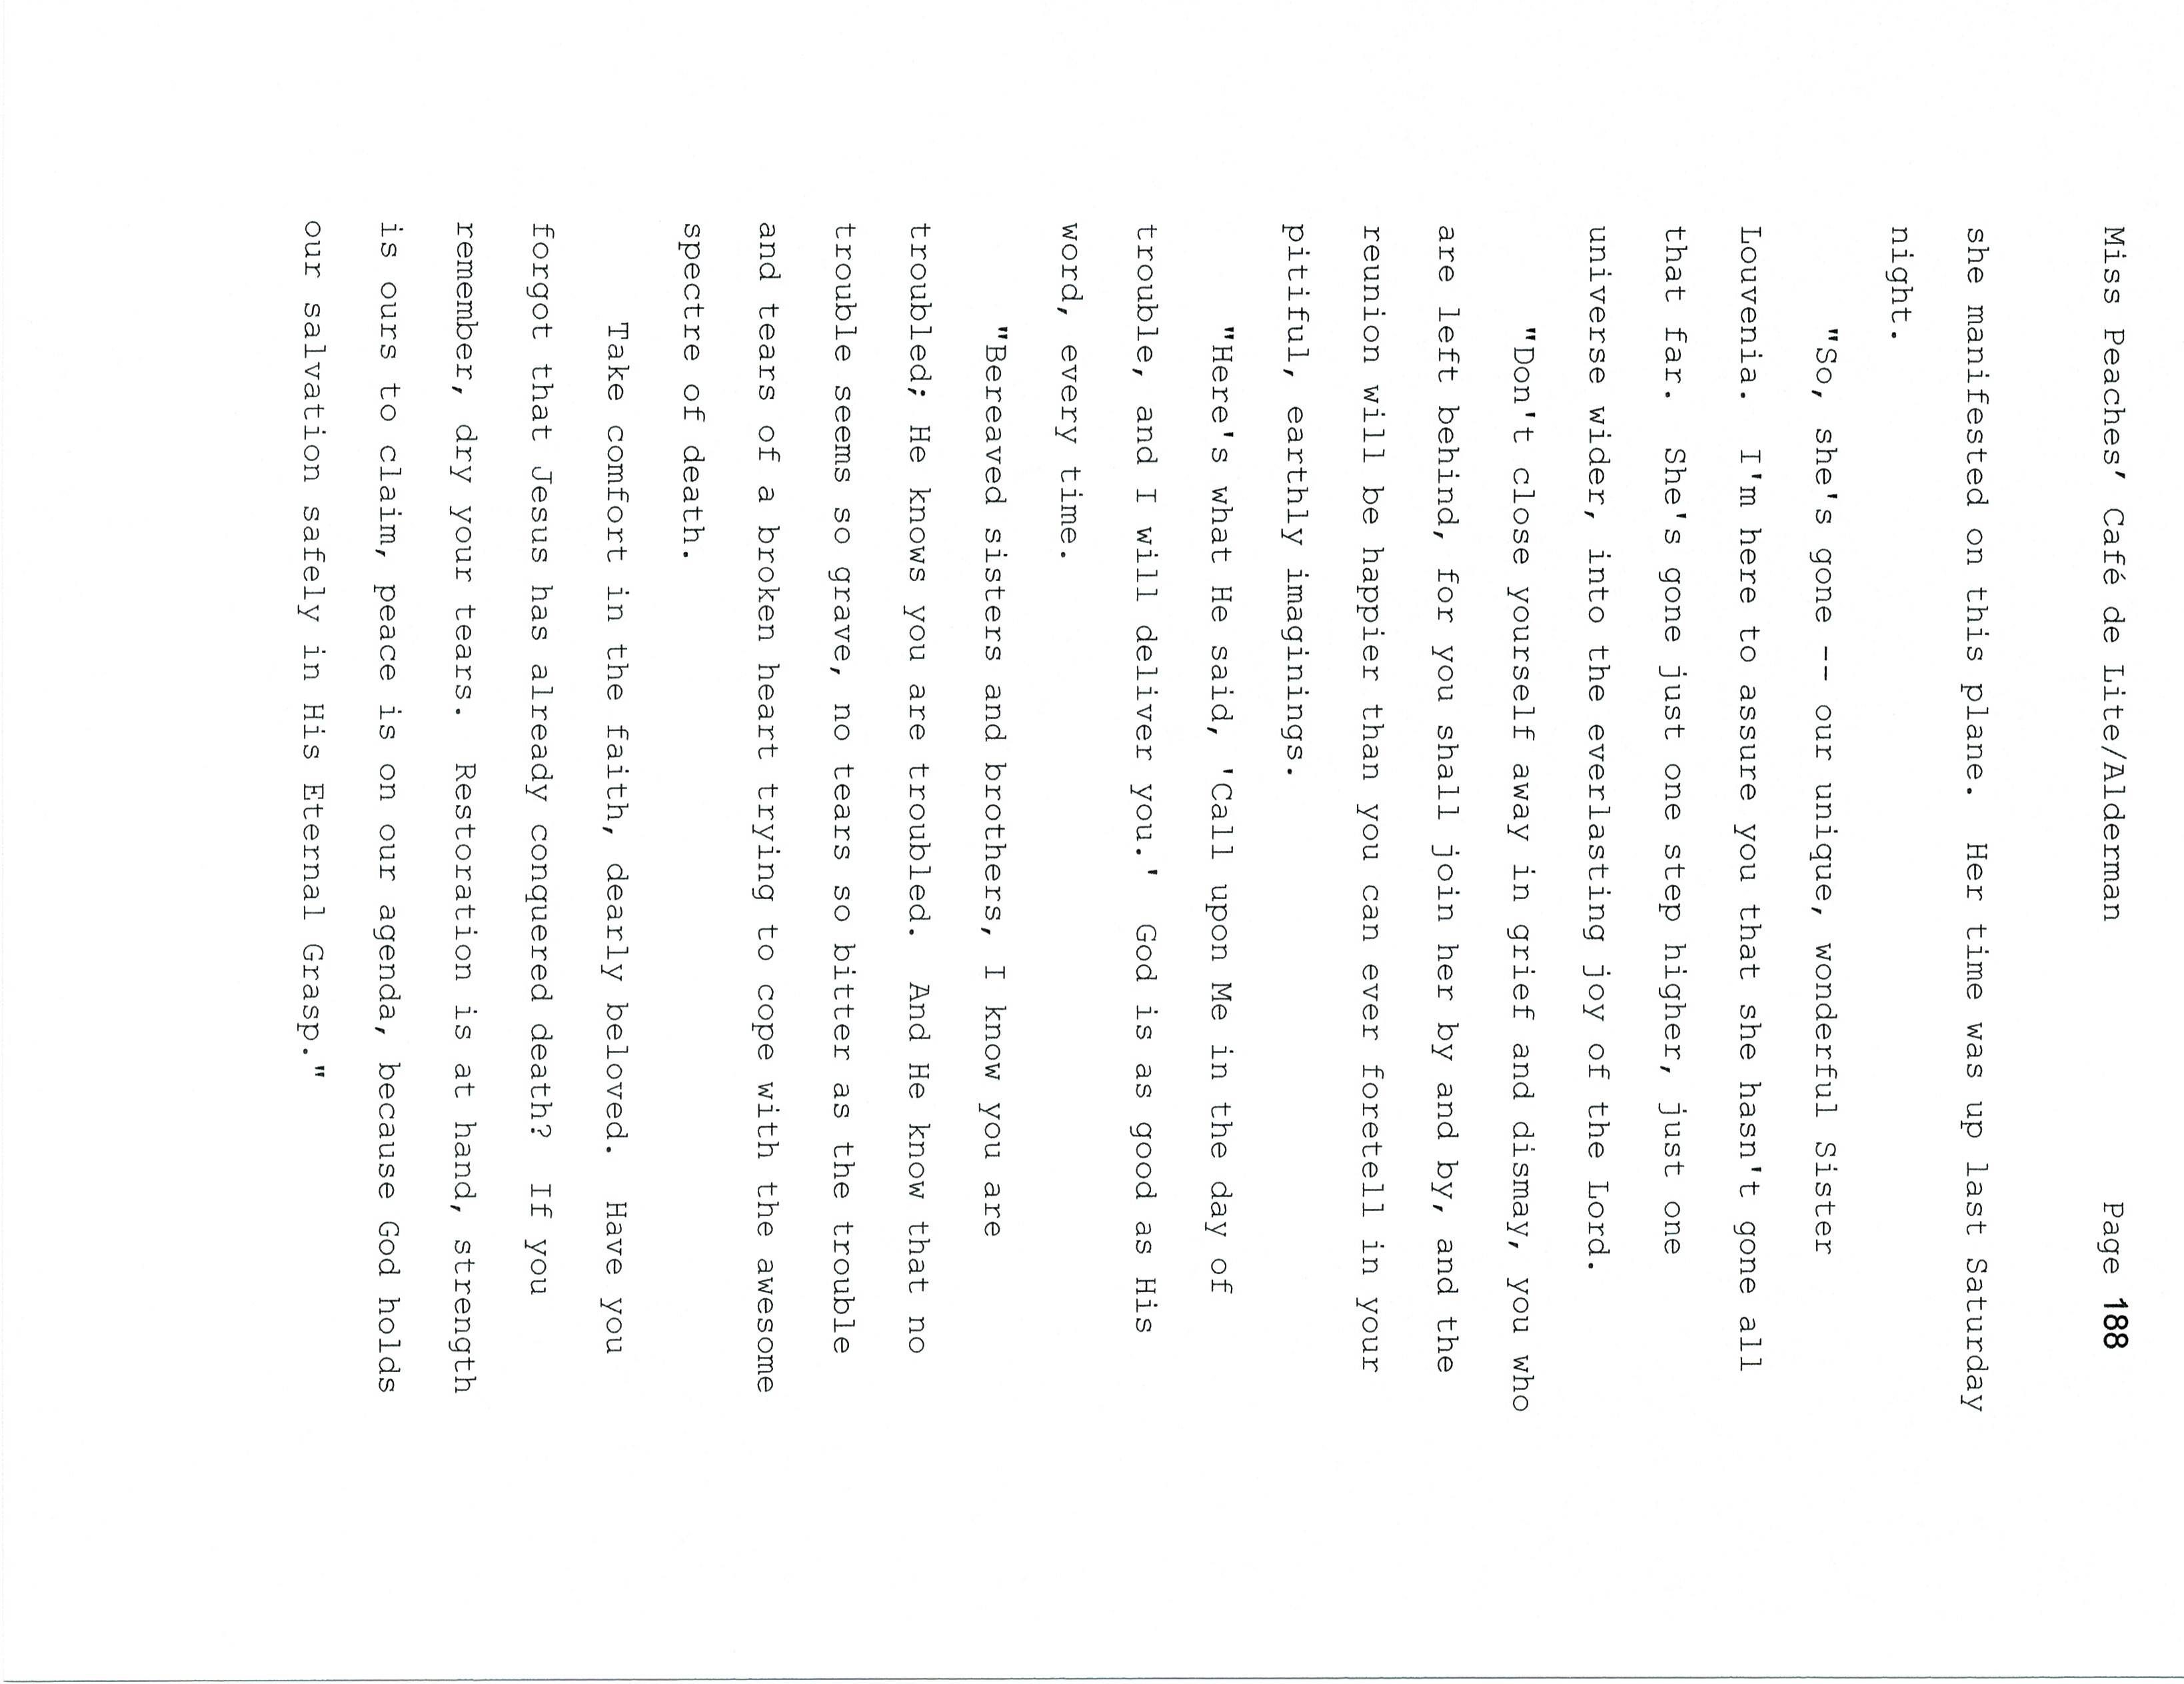 Miss Peaches’ Café de Lite/Alderman Page 188
she manifested on this plane.  Her time was up last Saturday
night.
"So, she's gone -- our unique, wonderful Sister
Louvenia.  I'm here to assure you that she hasn't gone all
that far.  She's gone just one step higher, just one
universe wider, into the everlasting joy of the Lord.
"Don't close yourself away in grief and dismay, you who
are left behind, for you shall join her by and by, and the
reunion will be happier than you can ever foretell in your
pitiful, earthly imaginings.
"Here's what He said, 'Call upon Me in the day of
trouble, and I will deliver you.'  God is as good as His
word, every time.
"Bereaved sisters and brothers, I know you are
troubled; He knows you are troubled.  And He know that no
trouble seems so grave, no tears so bitter as the trouble
and tears of a broken heart trying to cope with the awesome
spectre of death.
Take comfort in the faith, dearly beloved.  Have you
forgot that Jesus has already conquered death?  If you
remember, dry your tears.  Restoration is at hand, strength
is ours to claim, peace is on our agenda, because God holds
our salvation safely in His Eternal Grasp."